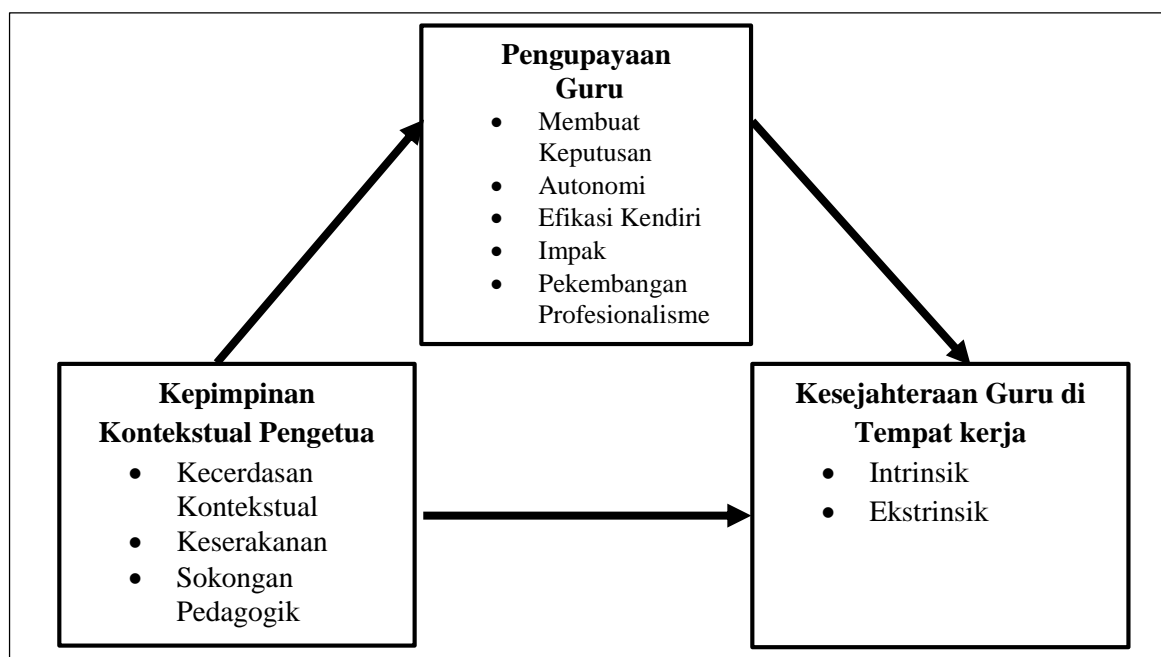 Pengupayaan
Guru
• Membuat
Keputusan
• Autonomi
• Efikasi Kendiri
• Impak
• Pekembangan
Profesionalisme
Kepimpinan
Kontekstual Pengetua
• Kecerdasan
Kontekstual
• Keserakanan
• Sokongan
Pedagogik
Kesejahteraan Guru di
Tempat kerja
• Intrinsik
• Ekstrinsik